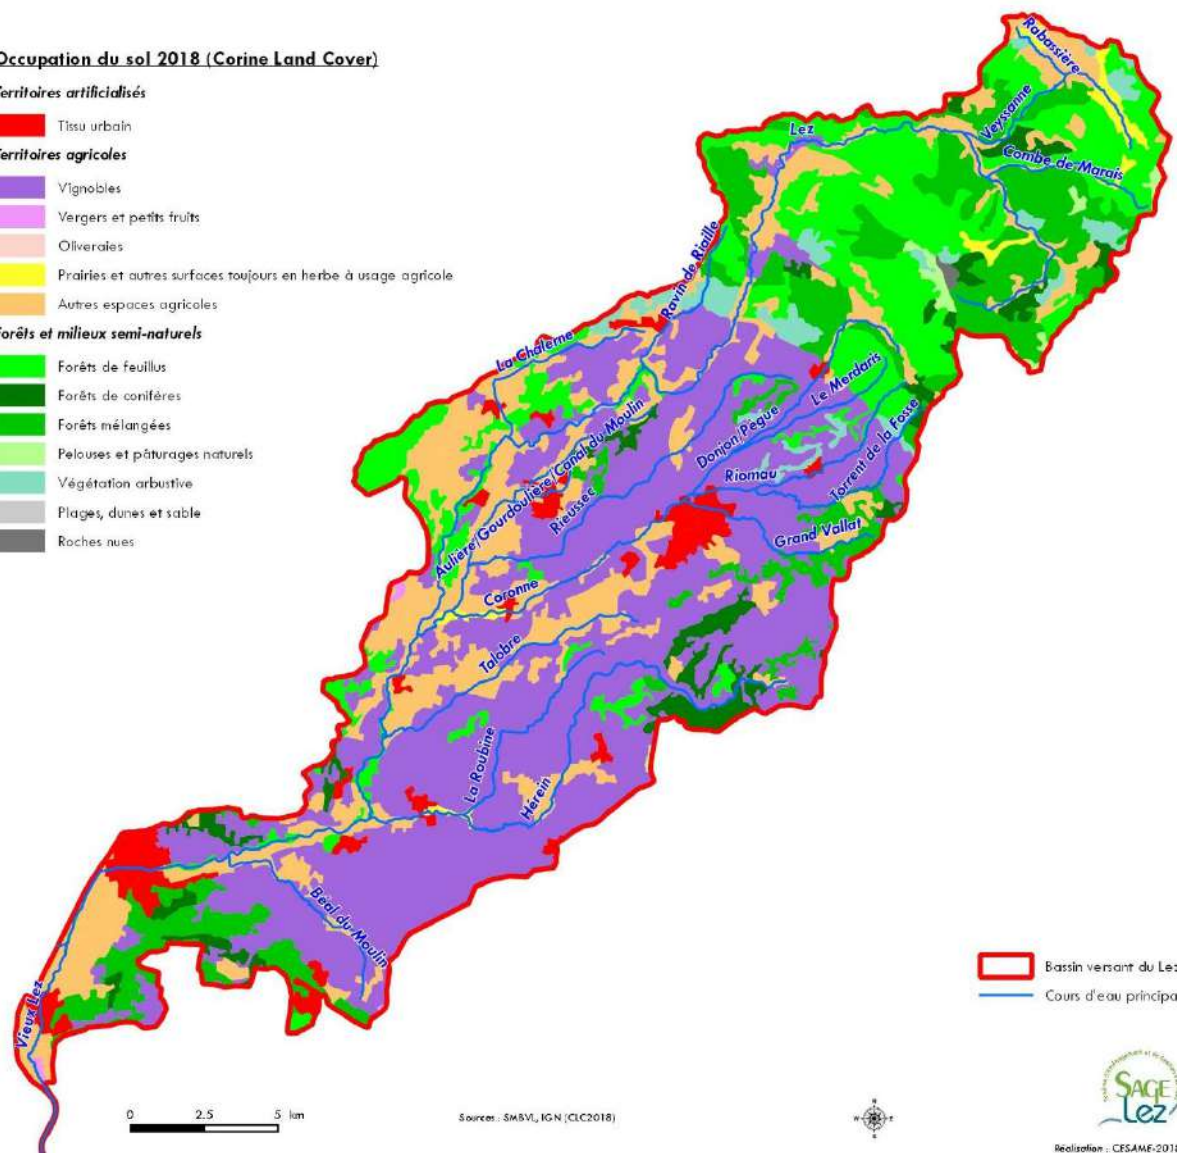 Occupation du sol 2018 (Corine Land Cover)
erritoires artificialisés
Tissu urbain
erritoires agricoles
Vignobles
Vergers et petits fruits
Oliveraies
Prairies et autres surfaces toujours en herbe à usage agricole
Autres espaces agricoles
orêts et milieux semi-naturels
Forêts de feuillus
Forêts de conifères
Forêts mélangées
Pelouses et pâturages naturels
Végétation arbustive
Plages, dunes et sable
Roches nues
Rabassière
Veyssanne
Lez
Combe de Marais
Ravin de Riaille
La Chalerne
Le Merdaris
Donjon/Pègue
Aulière/Gourdoulière/Canal du Moulin
Rieussec
Riomau
Torrent de la Fosse
Grand Vallat
Coronne
Talobre
La Roubine
Hérein
Béal du Moulin
Vieux Lez
Bassin versant du Lez
Cours d'eau principa
0 2.5 5 km
Sources : SMBVL, IGN (CLC2018)
N
W E
S
SAGE
Lez
Réalisation : CESAME-2018